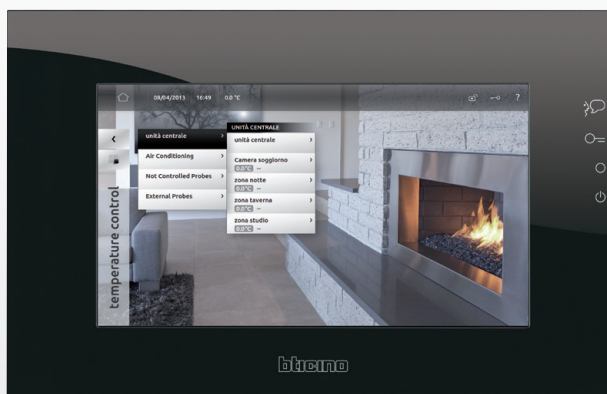 08/04/2013 16:49 0.0 °C ?
unità centrale
Air Conditioning
Not Controlled Probes
External Probes
UNITÀ CENTRALE
unità centrale
Camera soggiorno
0.0°C --
zona notte
0.0°C --
zona taverna
0.0°C --
zona studio
0.0°C --
temperature control
bticino